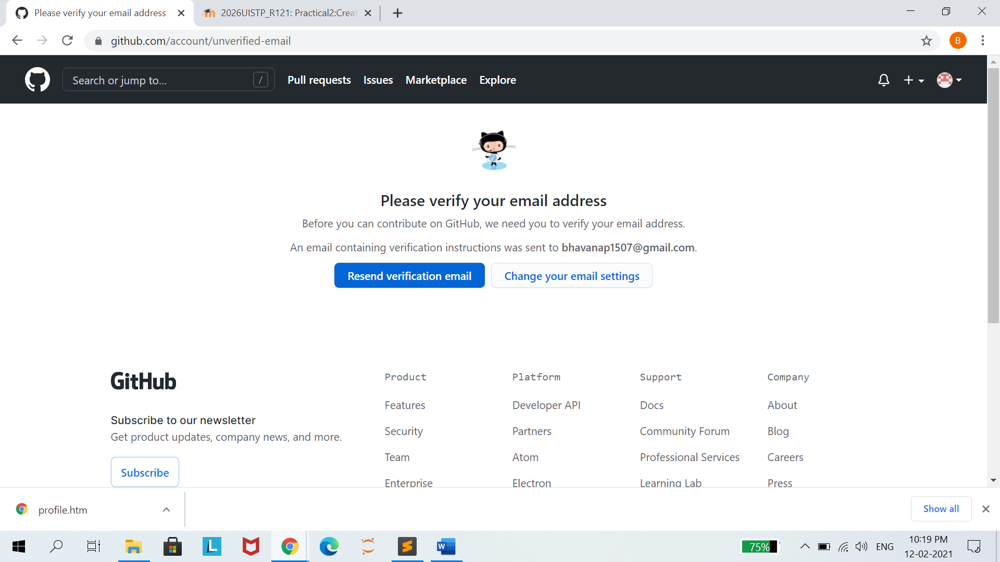 Please verify your email address
2026UISTP_R121: Practical2:Creat
github.com/account/unverified-email
B
Search or jump to...
/
Pull requests
Issues
Marketplace
Explore
Please verify your email address
Before you can contribute on GitHub, we need you to verify your email address.
An email containing verification instructions was sent to bhavanap1507@gmail.com.
Resend verification email
Change your email settings
GitHub
Subscribe to our newsletter
Get product updates, company news, and more.
Subscribe
Product
Features
Security
Team
Enterprise
Platform
Developer API
Partners
Atom
Electron
Support
Docs
Community Forum
Professional Services
Learning Lab
Company
About
Blog
Careers
Press
profile.htm
Show all
L
W
75%
ENG
10:19 PM
12-02-2021